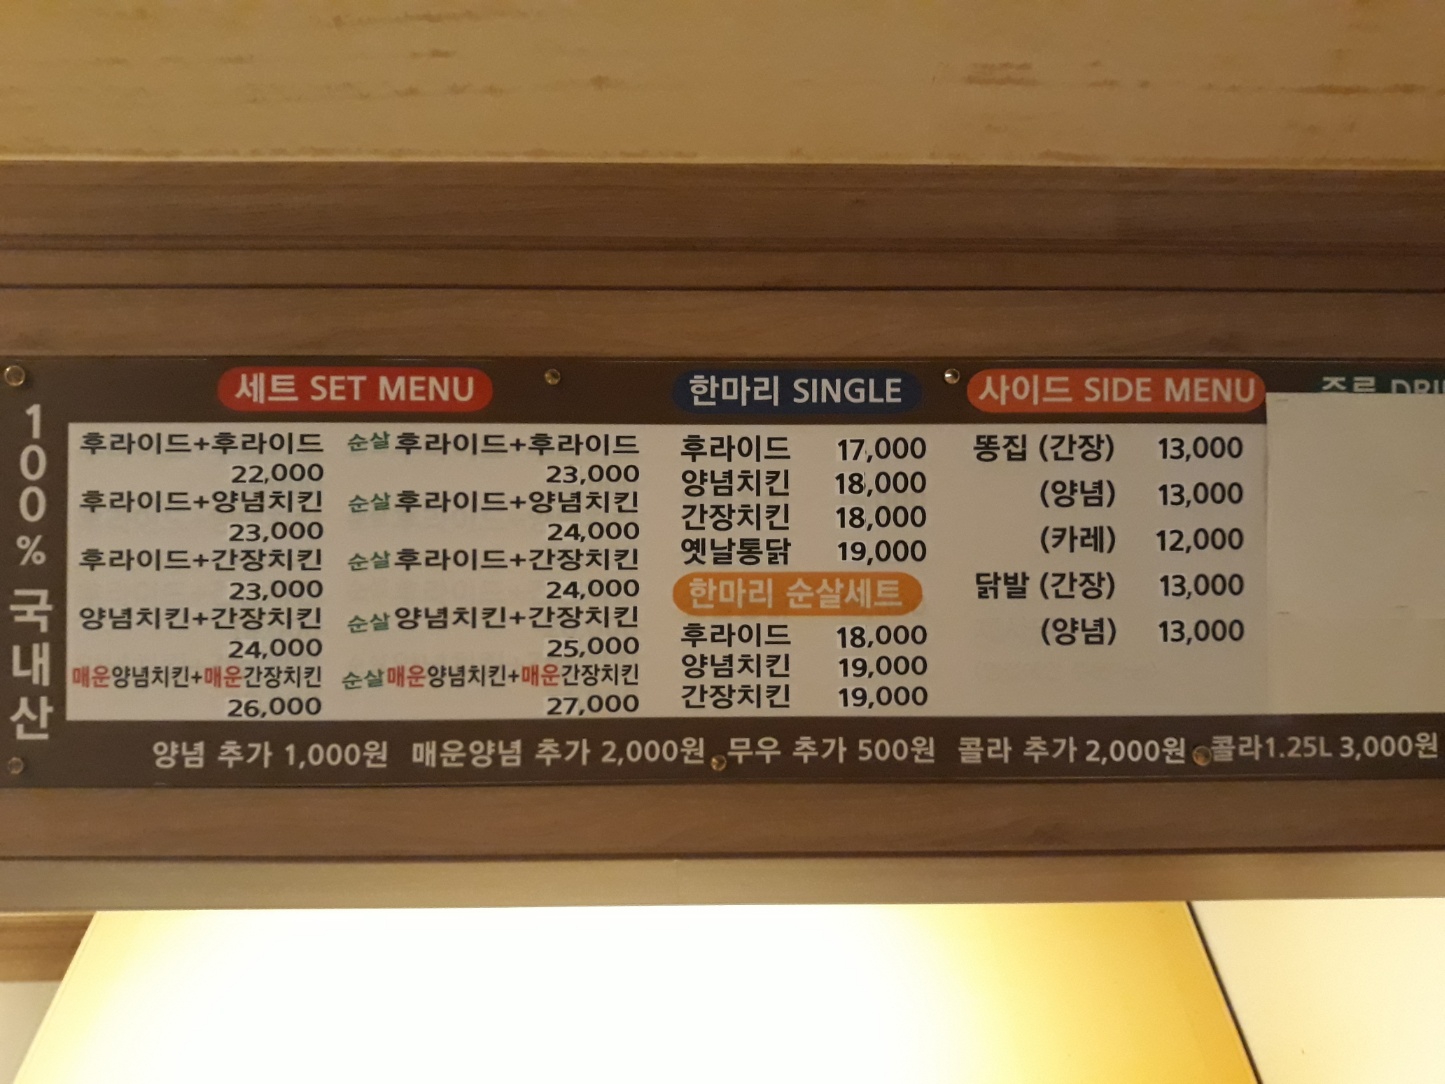 100% 국내산
세트 SET MENU
후라이드+후라이드
22,000
후라이드+양념치킨
23,000
후라이드+간장치킨
23,000
양념치킨+간장치킨
24,000
매운양념치킨+매운간장치킨
26,000
순살 후라이드+후라이드
23,000
순살 후라이드+양념치킨
24,000
순살 후라이드+간장치킨
24,000
순살 양념치킨+간장치킨
25,000
순살 매운양념치킨+매운간장치킨
27,000
한마리 SINGLE
후라이드 17,000
양념치킨 18,000
간장치킨 18,000
옛날통닭 19,000
한마리 순살세트
후라이드 18,000
양념치킨 19,000
간장치킨 19,000
사이드 SIDE MENU
똥집 (간장) 13,000
(양념) 13,000
(카레) 12,000
닭발 (간장) 13,000
(양념) 13,000
양념 추가 1,000원 매운양념 추가 2,000원 무우 추가 500원 콜라 추가 2,000원 콜라1.25L 3,000원